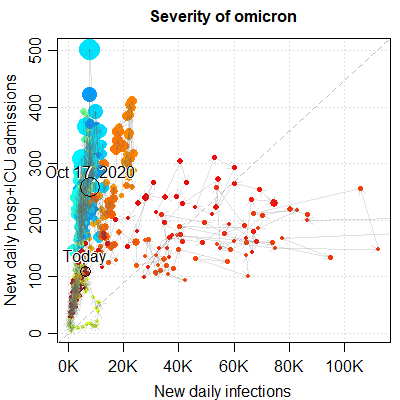 Severity of omicron
New daily hosp+ICU admissions
500
400
300
200
100
0
Oct 17, 2020
Today
0K 20K 40K 60K 80K 100K
New daily infections